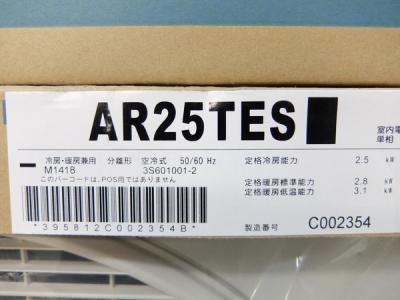 AR25TES
室内電
単相
冷房・暖房兼用 分離形 空冷式 50/60 Hz
M1418 3S601001-2
このバーコードは、POS用ではありません
*395812C002354B*
定格冷房能力 2.5 kW
定格暖房標準能力 2.8 kW
定格暖房低温能力 3.1 kW
製造番号 C002354